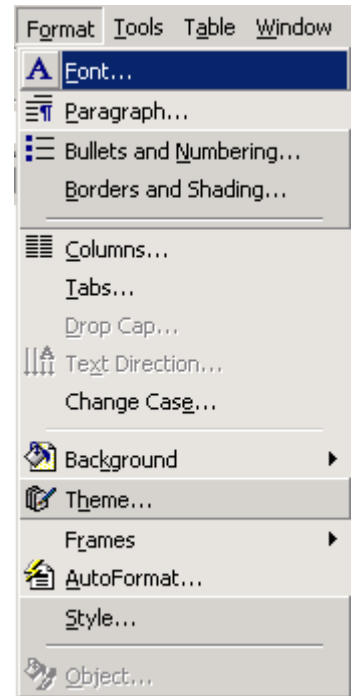 Format Tools Table Window
Font...
Paragraph...
Bullets and Numbering...
Borders and Shading...
Columns...
Tabs...
Drop Cap...
Text Direction...
Change Case...
Background
Theme...
Frames
AutoFormat...
Style...
Object...